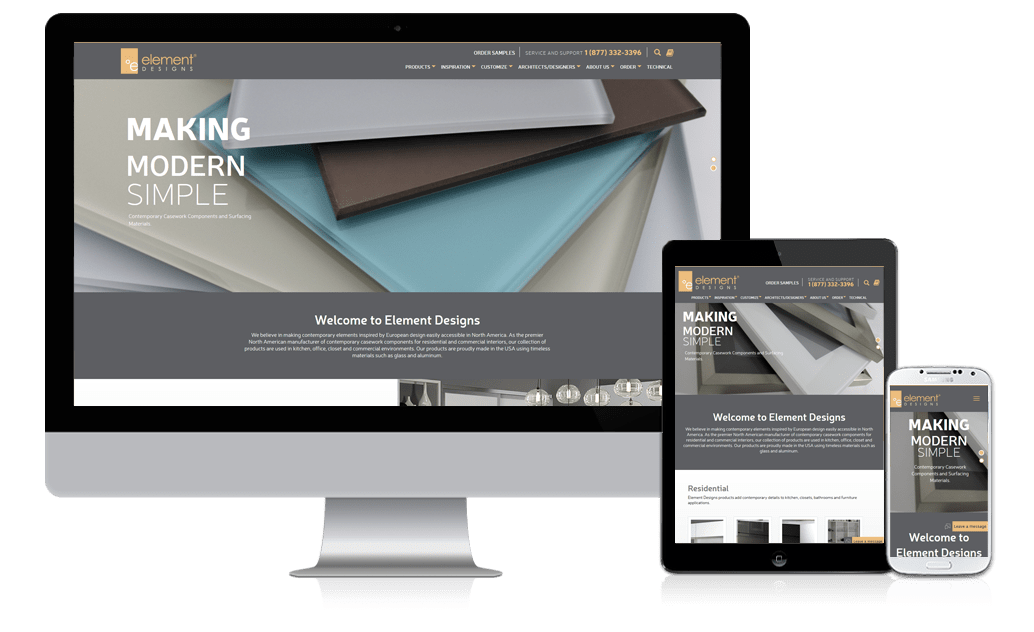 element®
DESIGNS
ORDER SAMPLES
SERVICE AND SUPPORT 1 (877) 332-3396
PRODUCTS INSPIRATION CUSTOMIZE ARCHITECTS/DESIGNERS ABOUT US ORDER TECHNICAL
MAKING
MODERN
SIMPLE
Contemporary Casework Components and Surfacing
Materials.
Welcome to Element Designs
We believe in making contemporary elements inspired by European design easily accessible in North America. As the premier
North American manufacturer of contemporary casework components for residential and commercial interiors, our collection of
products are used in kitchen, office, closet and commercial environments. Our products are proudly made in the USA using timeless
materials such as glass and aluminum.
element®
DESIGNS
ORDER SAMPLES
SERVICE AND SUPPORT
1 (877) 332-3396
PRODUCTS INSPIRATION CUSTOMIZE ARCHITECTS/DESIGNERS ABOUT US ORDER TECHNICAL
MAKING
MODERN
SIMPLE
Contemporary Casework Components and Surfacing
Materials.
Welcome to Element Designs
We believe in making contemporary elements inspired by European design easily accessible in North
America. As the premier North American manufacturer of contemporary casework components for
residential and commercial interiors, our collection of products are used in kitchen, office, closet and
commercial environments. Our products are proudly made in the USA using timeless materials such as
glass and aluminum.
Residential
Element Designs products add contemporary details to kitchen, closets, bathrooms and furniture
applications.
Leave a message
SAMSUNG
element®
DESIGNS
MAKING
MODERN
SIMPLE
Contemporary Casework
Components and Surfacing
Materials.
Leave a message
Welcome to
Element Designs